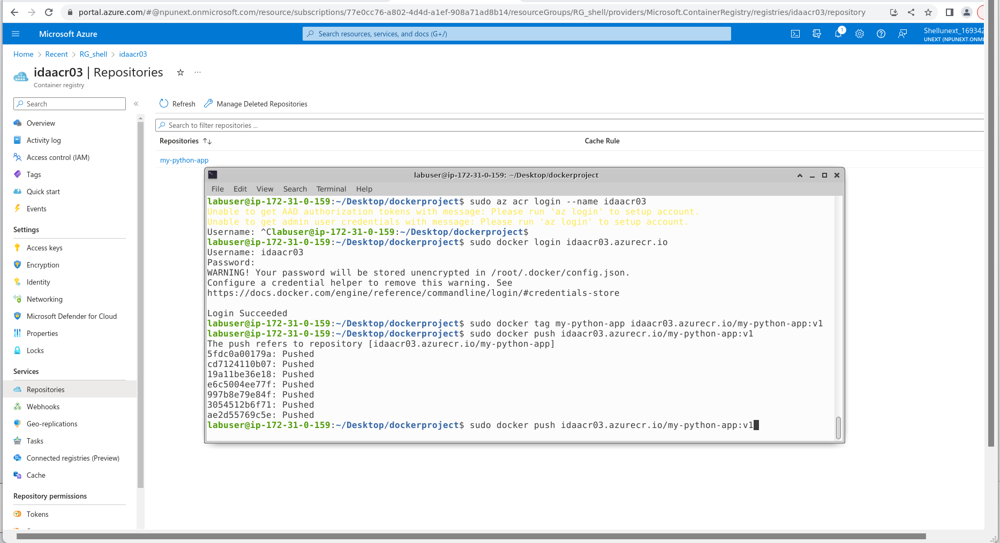 portal.azure.com/#@npunext.onmicrosoft.com/resource/subscriptions/77e0cc76-a802-4d4d-a1ef-908a71ad8b14/resourceGroups/RG_shell/providers/Microsoft.ContainerRegistry/registries/idaacr03/repository
Microsoft Azure
Search resources, services, and docs (G+/)
1
Shellunext_169342
UNEXT (NPUNEXT.ONMI
Home > Recent > RG_shell > idaacr03
idaacr03 | Repositories
Container registry
Search
Refresh
Manage Deleted Repositories
Search to filter repositories ...
Repositories
Cache Rule
my-python-app
Overview
Activity log
Access control (IAM)
Tags
Quick start
Events
Settings
Access keys
Encryption
Identity
Networking
Microsoft Defender for Cloud
Properties
Locks
Services
Repositories
Webhooks
Geo-replications
Tasks
Connected registries (Preview)
Cache
Repository permissions
Tokens
labuser@ip-172-31-0-159: ~/Desktop/dockerproject
File Edit View Search Terminal Help
labuser@ip-172-31-0-159:~/Desktop/dockerproject$ sudo az acr login --name idaacr03
Unable to get AAD authorization tokens with message: Please run 'az login' to setup account.
Unable to get admin user credentials with message: Please run 'az login' to setup account.
Username: ^Clabuser@ip-172-31-0-159:~/Desktop/dockerproject$
labuser@ip-172-31-0-159:~/Desktop/dockerproject$ sudo docker login idaacr03.azurecr.io
Username: idaacr03
Password:
WARNING! Your password will be stored unencrypted in /root/.docker/config.json.
Configure a credential helper to remove this warning. See
https://docs.docker.com/engine/reference/commandline/login/#credentials-store
Login Succeeded
labuser@ip-172-31-0-159:~/Desktop/dockerproject$ sudo docker tag my-python-app idaacr03.azurecr.io/my-python-app:v1
labuser@ip-172-31-0-159:~/Desktop/dockerproject$ sudo docker push idaacr03.azurecr.io/my-python-app:v1
The push refers to repository [idaacr03.azurecr.io/my-python-app]
5fdc0a00179a: Pushed
cd7124110b07: Pushed
19a11be36e18: Pushed
e6c5004ee77f: Pushed
997b8e79e84f: Pushed
3054512b6f71: Pushed
ae2d55769c5e: Pushed
labuser@ip-172-31-0-159:~/Desktop/dockerproject$ sudo docker push idaacr03.azurecr.io/my-python-app:v1